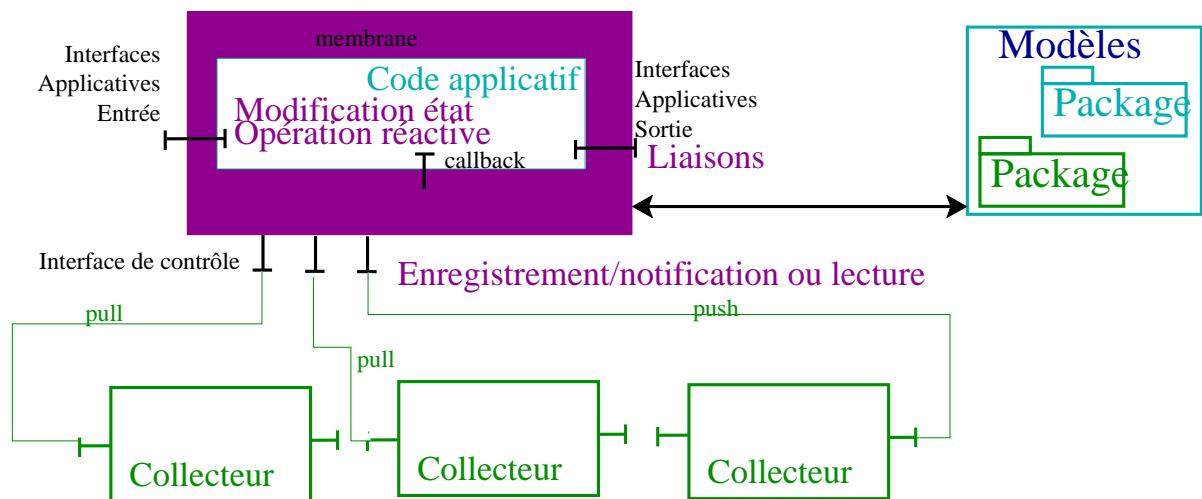 membrane
Modèles
Interfaces
Applicatives
Entrée
Code applicatif
Modification état
Opération réactive
callback
Interfaces
Applicatives
Sortie
Liaisons
Package
Package
Interface de contrôle
Enregistrement/notification ou lecture
pull
pull
push
Collecteur
Collecteur
Collecteur